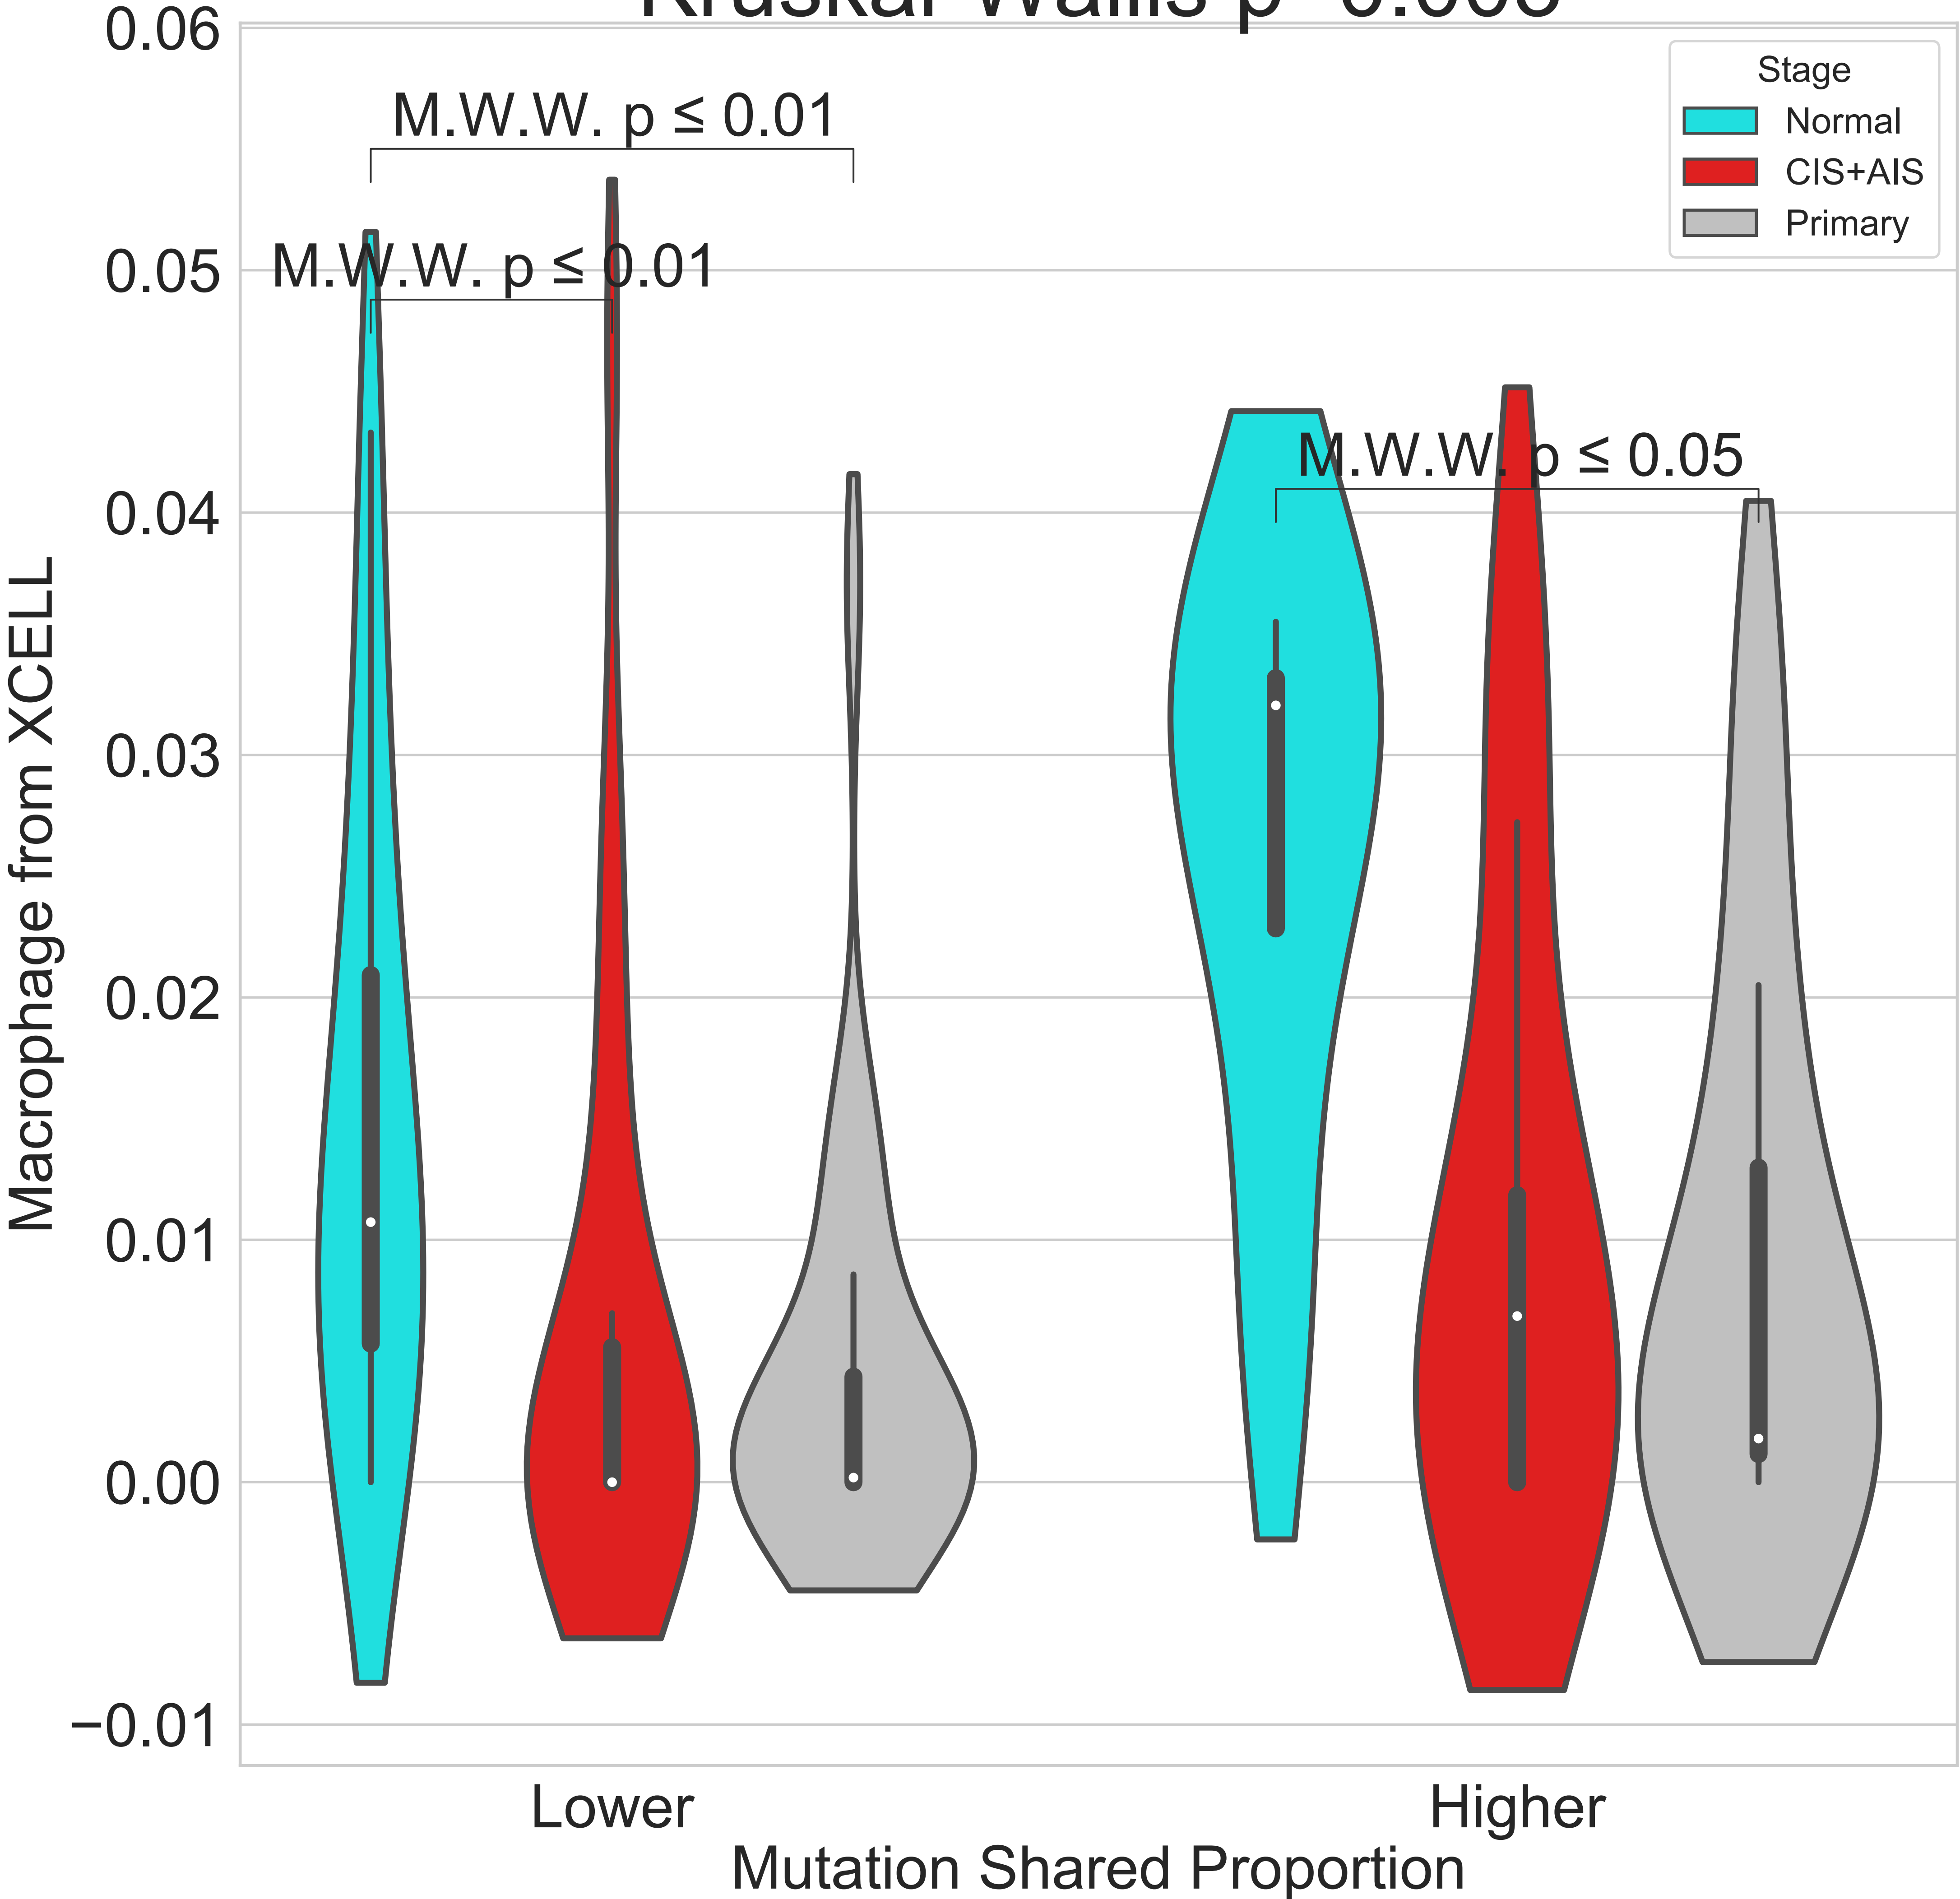 Stage
Normal
CIS+AIS
Primary
M.W.W. p ≤ 0.01
M.W.W. p ≤ 0.01
M.W.W. p ≤ 0.05
0.06
0.05
0.04
0.03
0.02
0.01
0.00
−0.01
Macrophage from XCELL
Lower
Higher
Mutation Shared Proportion